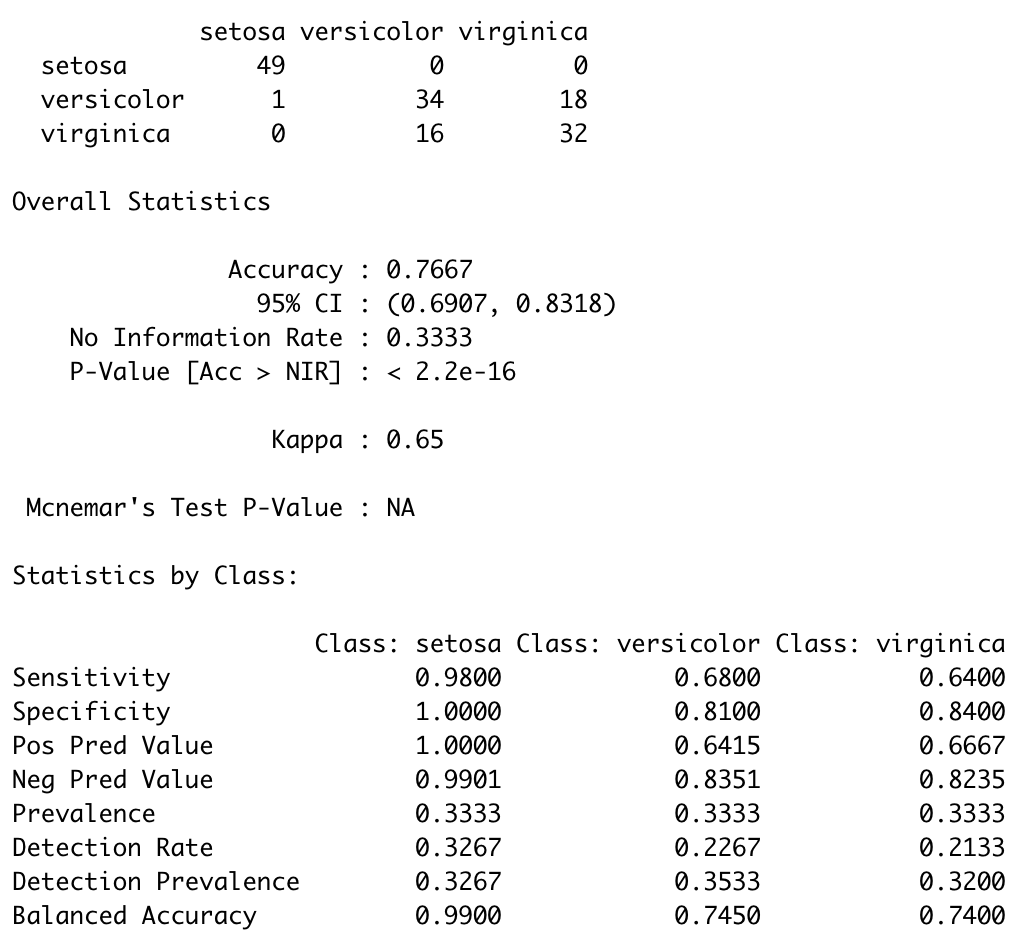 setosa versicolor virginica
setosa 49 0 0
versicolor 1 34 18
virginica 0 16 32
Overall Statistics
Accuracy : 0.7667
95% CI : (0.6907, 0.8318)
No Information Rate : 0.3333
P-Value [Acc > NIR] : < 2.2e-16
Kappa : 0.65
Mcnemar's Test P-Value : NA
Statistics by Class:
Class: setosa Class: versicolor Class: virginica
Sensitivity 0.9800 0.6800 0.6400
Specificity 1.0000 0.8100 0.8400
Pos Pred Value 1.0000 0.6415 0.6667
Neg Pred Value 0.9901 0.8351 0.8235
Prevalence 0.3333 0.3333 0.3333
Detection Rate 0.3267 0.2267 0.2133
Detection Prevalence 0.3267 0.3533 0.3200
Balanced Accuracy 0.9900 0.7450 0.7400